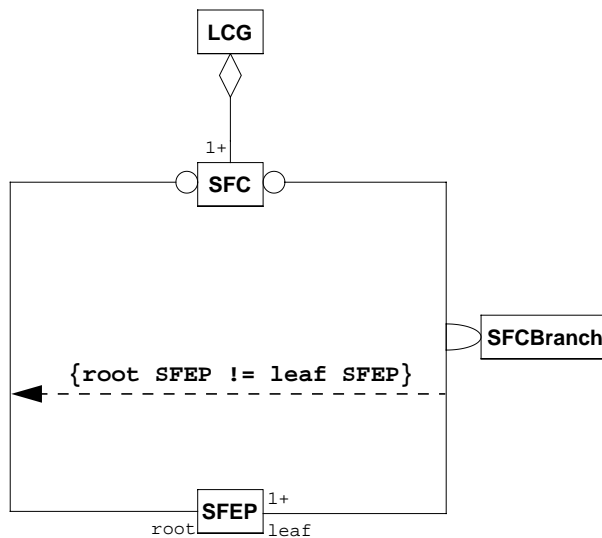 LCG
1+
SFC
SFCBranch
{root SFEP != leaf SFEP}
SFEP
1+
root
leaf